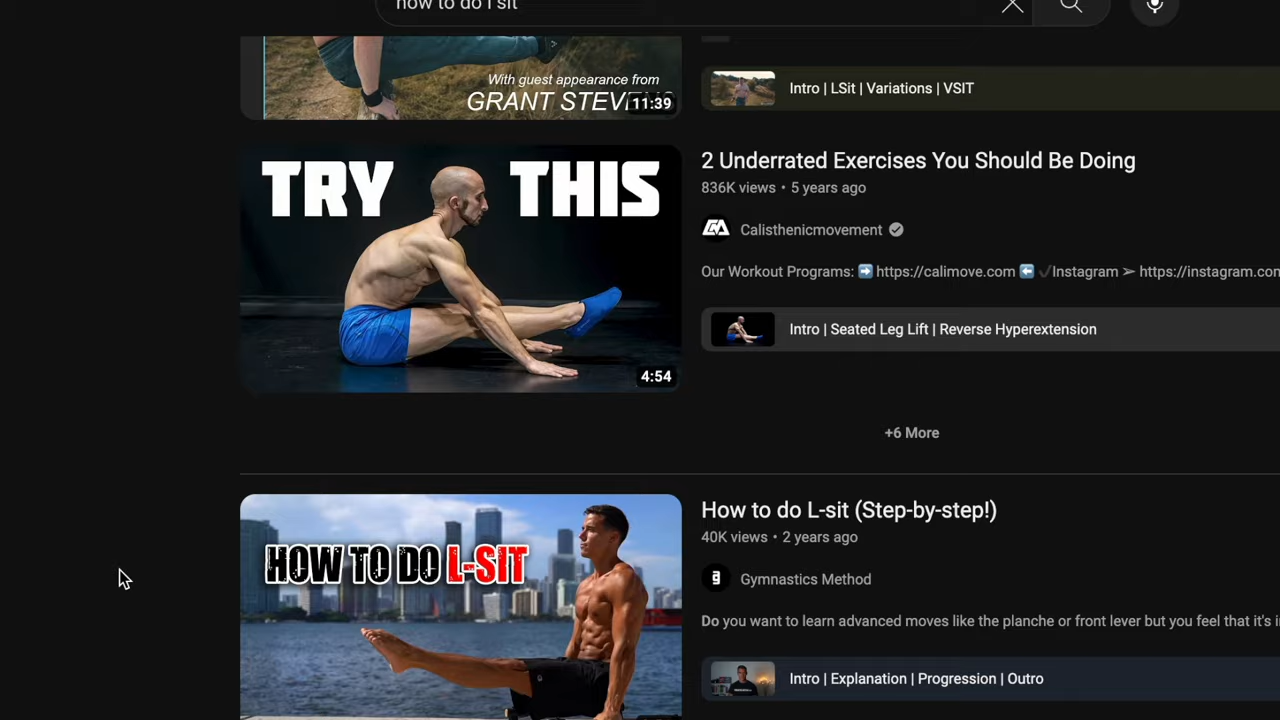 how to do l sit
With guest appearance from
GRANT STEV
11:39
Intro | LSit | Variations | VSIT
TRY THIS
4:54
2 Underrated Exercises You Should Be Doing
836K views • 5 years ago
CA Calisthenicmovement
Our Workout Programs: ➡️ https://calimove.com ⬅️ ✓Instagram ➢ https://instagram.con
Intro | Seated Leg Lift | Reverse Hyperextension
+6 More
HOW TO DO L-SIT
How to do L-sit (Step-by-step!)
40K views • 2 years ago
g Gymnastics Method
Do you want to learn advanced moves like the planche or front lever but you feel that it's i
Intro | Explanation | Progression | Outro